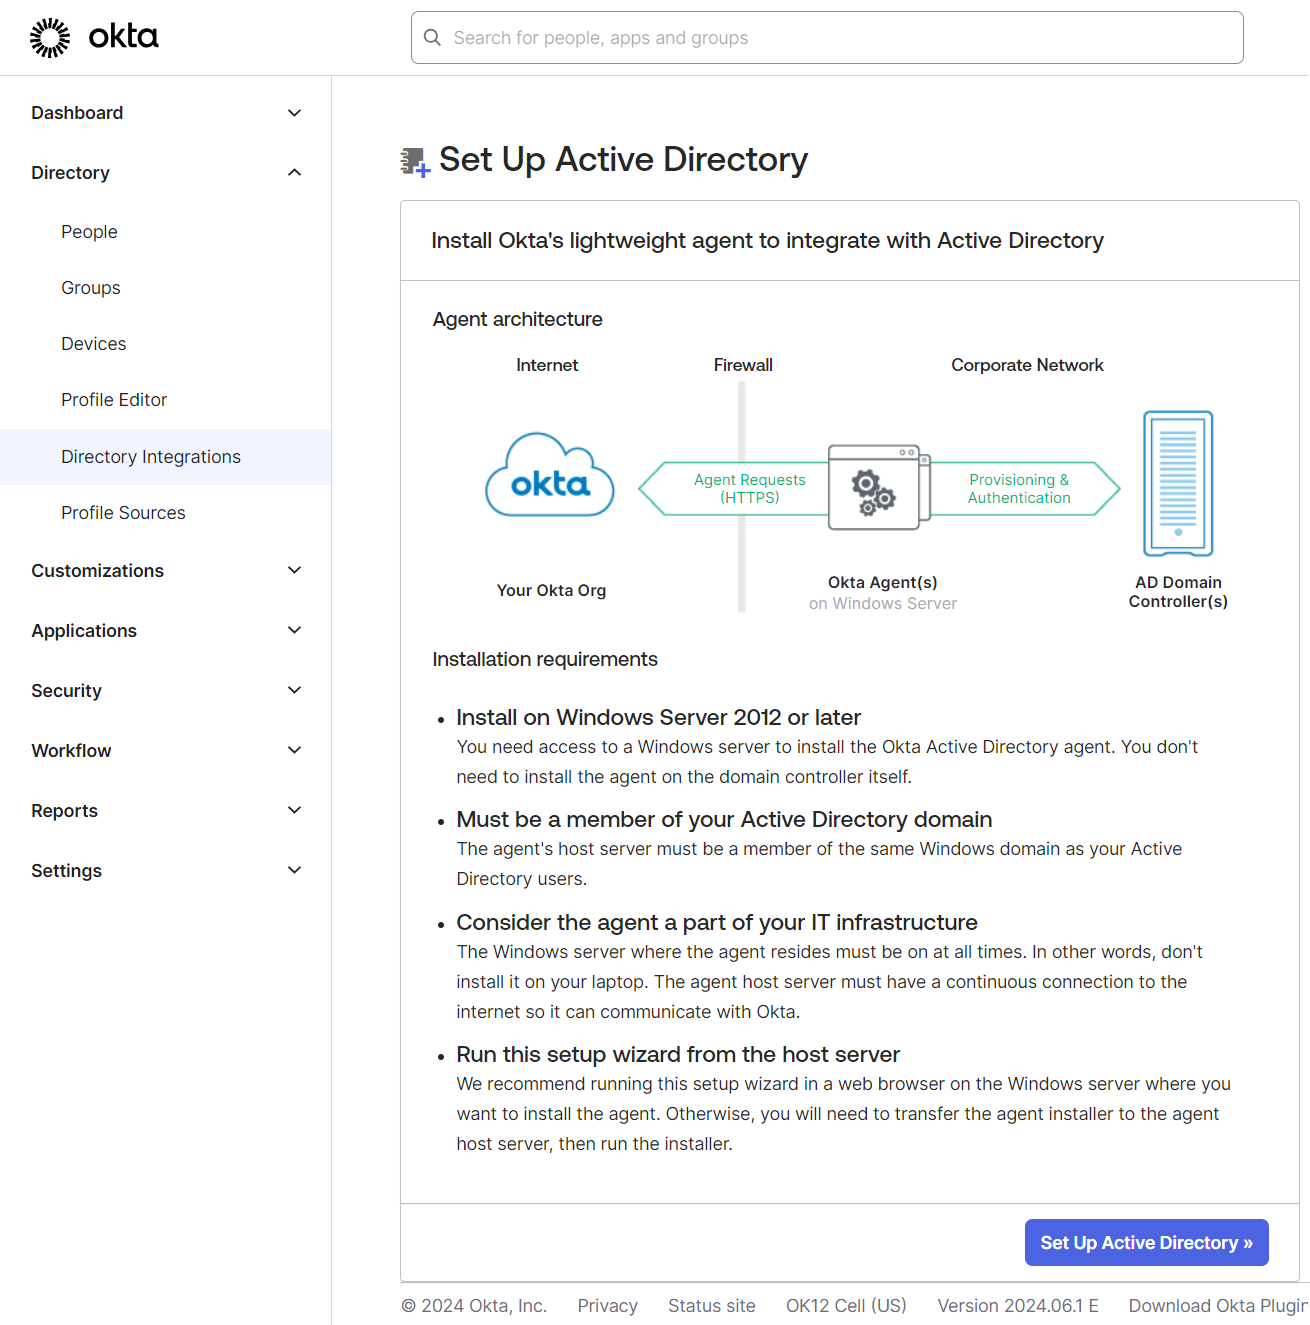 okta
Search for people, apps and groups
Dashboard
Directory
People
Groups
Devices
Profile Editor
Directory Integrations
Profile Sources
Customizations
Applications
Security
Workflow
Reports
Settings
Set Up Active Directory
Install Okta's lightweight agent to integrate with Active Directory
Agent architecture
Internet
Firewall
Corporate Network
okta
Agent Requests
(HTTPS)
Provisioning &
Authentication
Your Okta Org
Okta Agent(s)
on Windows Server
AD Domain
Controller(s)
Installation requirements
• Install on Windows Server 2012 or later
You need access to a Windows server to install the Okta Active Directory agent. You don't
need to install the agent on the domain controller itself.
• Must be a member of your Active Directory domain
The agent's host server must be a member of the same Windows domain as your Active
Directory users.
• Consider the agent a part of your IT infrastructure
The Windows server where the agent resides must be on at all times. In other words, don't
install it on your laptop. The agent host server must have a continuous connection to the
internet so it can communicate with Okta.
• Run this setup wizard from the host server
We recommend running this setup wizard in a web browser on the Windows server where you
want to install the agent. Otherwise, you will need to transfer the agent installer to the agent
host server, then run the installer.
Set Up Active Directory »
© 2024 Okta, Inc. Privacy Status site OK12 Cell (US) Version 2024.06.1 E Download Okta Plugin